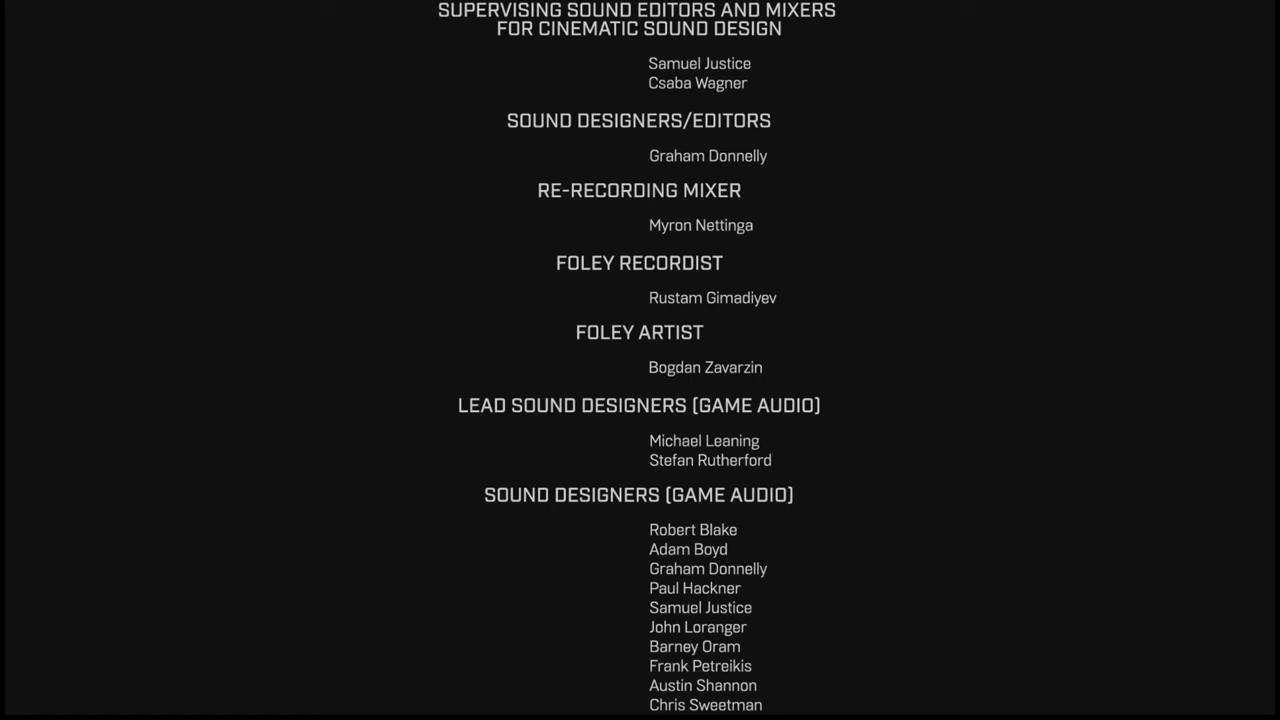 SUPERVISING SOUND EDITORS AND MIXERS
FOR CINEMATIC SOUND DESIGN
Samuel Justice
Csaba Wagner
SOUND DESIGNERS/EDITORS
Graham Donnelly
RE-RECORDING MIXER
Myron Nettinga
FOLEY RECORDIST
Rustam Gimadiyev
FOLEY ARTIST
Bogdan Zavarzin
LEAD SOUND DESIGNERS (GAME AUDIO)
Michael Leaning
Stefan Rutherford
SOUND DESIGNERS (GAME AUDIO)
Robert Blake
Adam Boyd
Graham Donnelly
Paul Hackner
Samuel Justice
John Loranger
Barney Oram
Frank Petreikis
Austin Shannon
Chris Sweetman